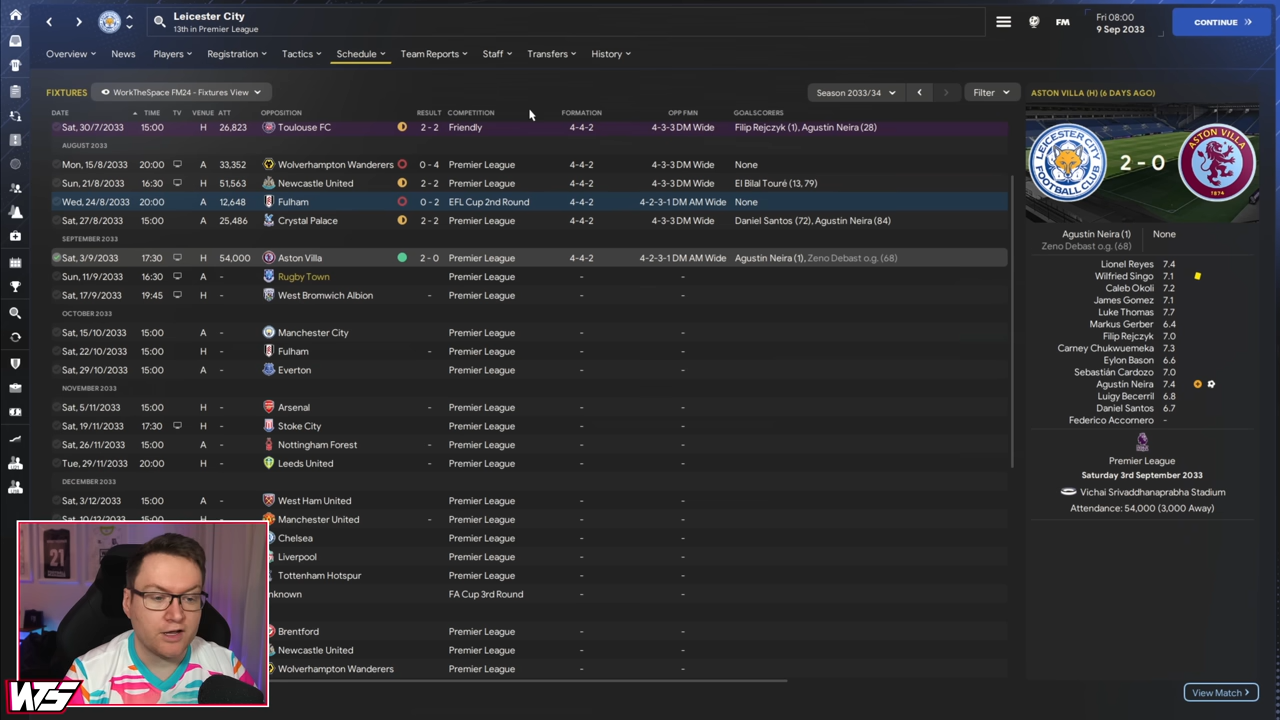 Leicester City
13th in Premier League
FM
Fri 08:00
9 Sep 2033
CONTINUE
Overview News Players Registration Tactics Schedule Team Reports Staff Transfers History
FIXTURES WorkTheSpace FM24 - Fixtures View Season 2033/34 Filter
DATE TIME TV VENUE ATT OPPOSITION RESULT COMPETITION FORMATION OPP FMN GOALSCORERS
Sat, 30/7/2033 15:00 H 26,823 Toulouse FC 2 - 2 Friendly 4-4-2 4-3-3 DM Wide Filip Rejczyk (1), Agustin Neira (28)
AUGUST 2033
Mon, 15/8/2033 20:00 A 33,352 Wolverhampton Wanderers 0 - 4 Premier League 4-4-2 4-3-3 DM Wide None
Sun, 21/8/2033 16:30 H 51,563 Newcastle United 2 - 2 Premier League 4-4-2 4-3-3 DM Wide El Bilal Touré (13, 79)
Wed, 24/8/2033 20:00 A 12,648 Fulham 0 - 2 EFL Cup 2nd Round 4-4-2 4-2-3-1 DM AM Wide None
Sat, 27/8/2033 15:00 A 25,486 Crystal Palace 2 - 2 Premier League 4-4-2 4-3-3 DM Wide Daniel Santos (72), Agustin Neira (84)
SEPTEMBER 2033
Sat, 3/9/2033 17:30 H 54,000 Aston Villa 2 - 0 Premier League 4-4-2 4-2-3-1 DM AM Wide Agustin Neira (1), Zeno Debast o.g. (68)
Sun, 11/9/2033 16:30 A - Rugby Town Premier League - -
Sat, 17/9/2033 19:45 H - West Bromwich Albion - Premier League - -
OCTOBER 2033
Sat, 15/10/2033 15:00 A - Manchester City Premier League - -
Sat, 22/10/2033 15:00 H - Fulham - Premier League - -
Sat, 29/10/2033 15:00 A - Everton Premier League - -
NOVEMBER 2033
Sat, 5/11/2033 15:00 H - Arsenal - Premier League - -
Sat, 19/11/2033 17:30 H - Stoke City - Premier League - -
Sat, 26/11/2033 15:00 A - Nottingham Forest - Premier League - -
Tue, 29/11/2033 20:00 H - Leeds United - Premier League - -
DECEMBER 2033
Sat, 3/12/2033 15:00 A - West Ham United Premier League - -
Sat, 10/12/2033 15:00 H - Manchester United - Premier League - -
Chelsea Premier League - -
Liverpool Premier League - -
Tottenham Hotspur Premier League - -
nknown FA Cup 3rd Round - -
Brentford Premier League - -
Newcastle United Premier League - -
Wolverhampton Wanderers Premier League - -
ASTON VILLA (H) (6 DAYS AGO)
LEICESTER CITY FOOTBALL CLUB
2 - 0
ASTON VILLA
1874
Agustin Neira (1) None
Zeno Debast o.g. (68)
Lionel Reyes 7.4
Wilfried Singo 7.1
Caleb Okoli 7.2
James Gomez 7.1
Luke Thomas 7.7
Markus Gerber 6.4
Filip Rejczyk 7.0
Carney Chukwuemeka 7.3
Eylon Bason 6.6
Sebastián Cardozo 7.0
Agustin Neira 7.4
Luigy Becerril 6.8
Daniel Santos 6.7
Federico Accornero -
Premier League
Saturday 3rd September 2033
Vichai Srivaddhanaprabha Stadium
Attendance: 54,000 (3,000 Away)
View Match
21
WTS